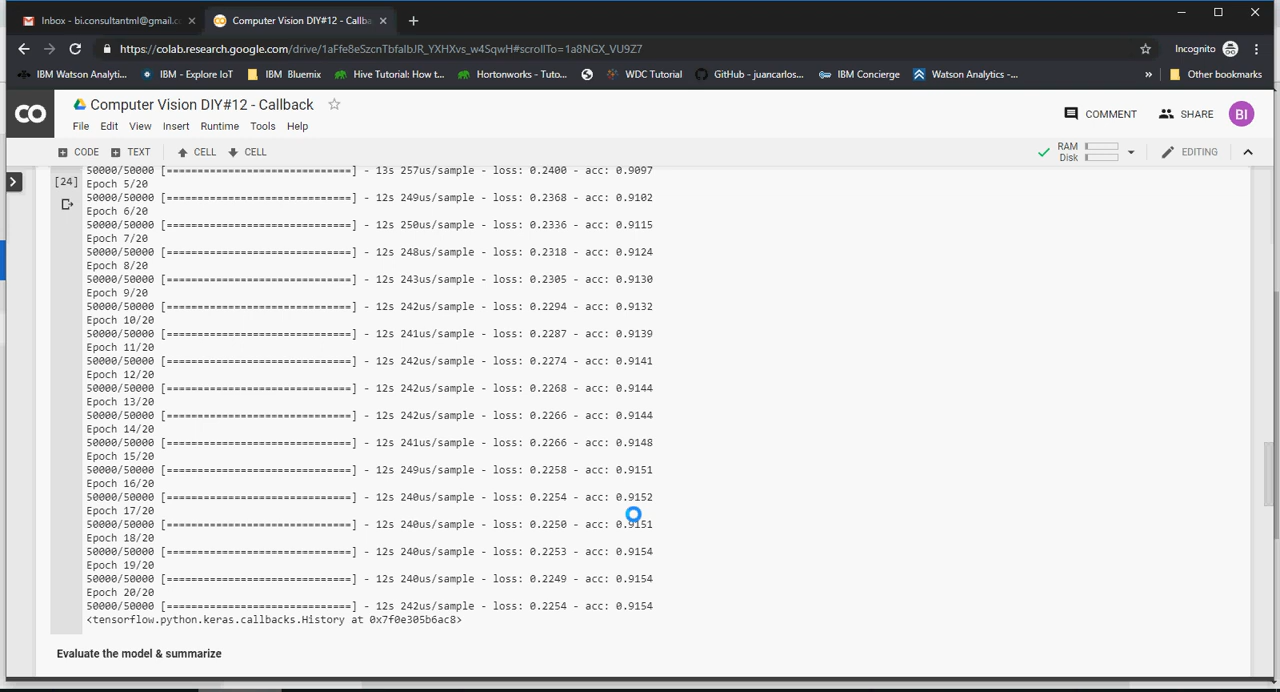 Inbox - bi.consultantml@gmail.c
Computer Vision DIY#12 - Callba
https://colab.research.google.com/drive/1aFfe8eSzcnTbfaIbJR_YXHXvs_w4SqwH#scrollTo=1a8NGX_VU9Z7
Incognito
IBM Watson Analyti... IBM - Explore IoT IBM Bluemix Hive Tutorial: How t... Hortonworks - Tuto... WDC Tutorial GitHub - juancarlos... IBM Concierge Watson Analytics -... » Other bookmarks
CO
Computer Vision DIY#12 - Callback
COMMENT SHARE BI
File Edit View Insert Runtime Tools Help
CODE TEXT CELL CELL RAM Disk EDITING
50000/50000 [==============================] - 13s 257us/sample - loss: 0.2400 - acc: 0.9097
[24]
Epoch 5/20
50000/50000 [==============================] - 12s 249us/sample - loss: 0.2368 - acc: 0.9102
Epoch 6/20
50000/50000 [==============================] - 12s 250us/sample - loss: 0.2336 - acc: 0.9115
Epoch 7/20
50000/50000 [==============================] - 12s 248us/sample - loss: 0.2318 - acc: 0.9124
Epoch 8/20
50000/50000 [==============================] - 12s 243us/sample - loss: 0.2305 - acc: 0.9130
Epoch 9/20
50000/50000 [==============================] - 12s 242us/sample - loss: 0.2294 - acc: 0.9132
Epoch 10/20
50000/50000 [==============================] - 12s 241us/sample - loss: 0.2287 - acc: 0.9139
Epoch 11/20
50000/50000 [==============================] - 12s 242us/sample - loss: 0.2274 - acc: 0.9141
Epoch 12/20
50000/50000 [==============================] - 12s 242us/sample - loss: 0.2268 - acc: 0.9144
Epoch 13/20
50000/50000 [==============================] - 12s 242us/sample - loss: 0.2266 - acc: 0.9144
Epoch 14/20
50000/50000 [==============================] - 12s 241us/sample - loss: 0.2266 - acc: 0.9148
Epoch 15/20
50000/50000 [==============================] - 12s 249us/sample - loss: 0.2258 - acc: 0.9151
Epoch 16/20
50000/50000 [==============================] - 12s 240us/sample - loss: 0.2254 - acc: 0.9152
Epoch 17/20
50000/50000 [==============================] - 12s 240us/sample - loss: 0.2250 - acc: 0.9151
Epoch 18/20
50000/50000 [==============================] - 12s 240us/sample - loss: 0.2253 - acc: 0.9154
Epoch 19/20
50000/50000 [==============================] - 12s 240us/sample - loss: 0.2249 - acc: 0.9154
Epoch 20/20
50000/50000 [==============================] - 12s 242us/sample - loss: 0.2254 - acc: 0.9154
<tensorflow.python.keras.callbacks.History at 0x7f0e305b6ac8>
Evaluate the model & summarize